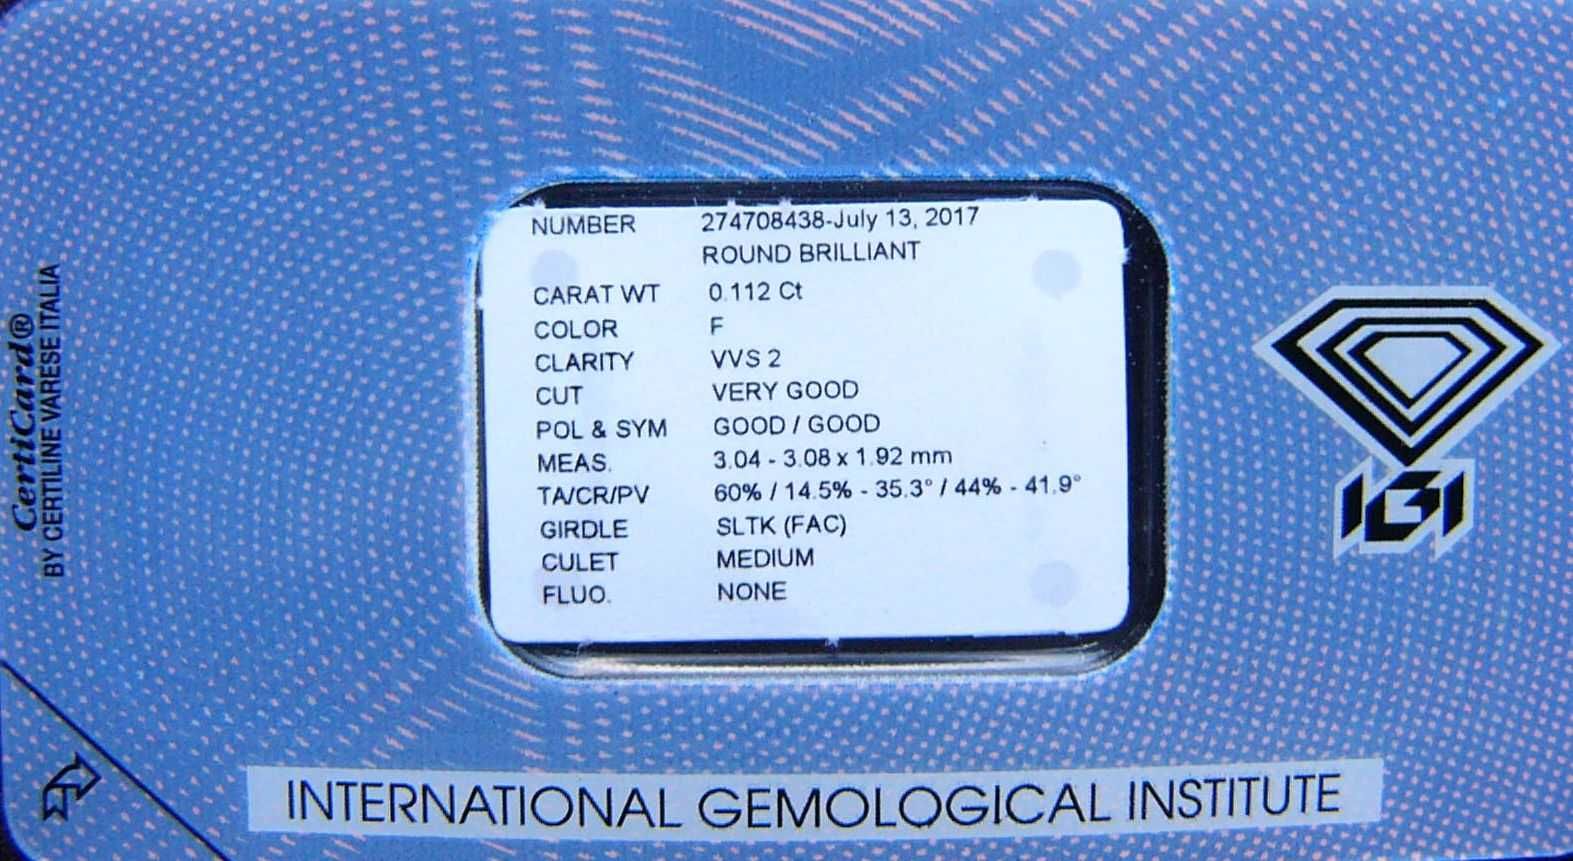 NUMBER 274708438-July 13, 2017
ROUND BRILLIANT
CARAT WT 0.112 Ct
COLOR F
CLARITY VVS 2
CUT VERY GOOD
POL & SYM GOOD / GOOD
MEAS. 3.04 - 3.08 x 1.92 mm
TA/CR/PV 60% / 14.5% - 35.3° / 44% - 41.9°
GIRDLE SLTK (FAC)
CULET MEDIUM
FLUO. NONE
CertiCard®
BY CERTILINE VARESE ITALIA
IGI
INTERNATIONAL GEMOLOGICAL INSTITUTE